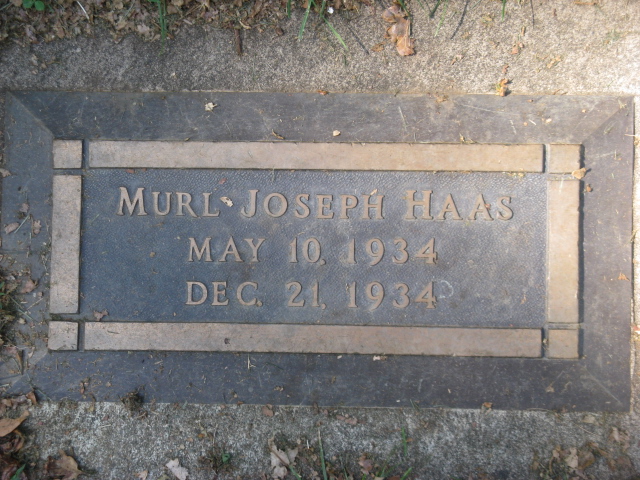 MURL JOSEPH HAAS
MAY 10, 1934
DEC. 21, 1934